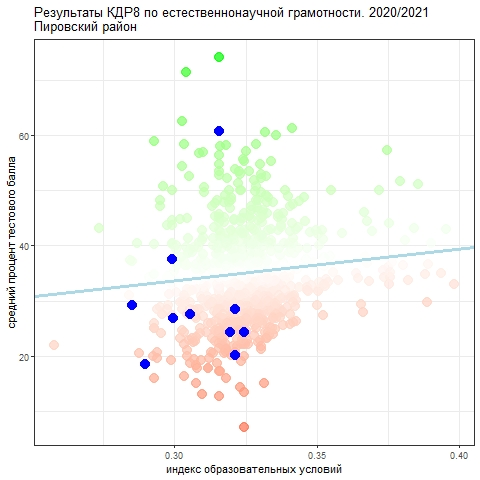 Результаты КДР8 по естественнонаучной грамотности. 2020/2021
Пировский район
средний процент тестового балла
60
40
20
0.30
0.35
0.40
индекс образовательных условий